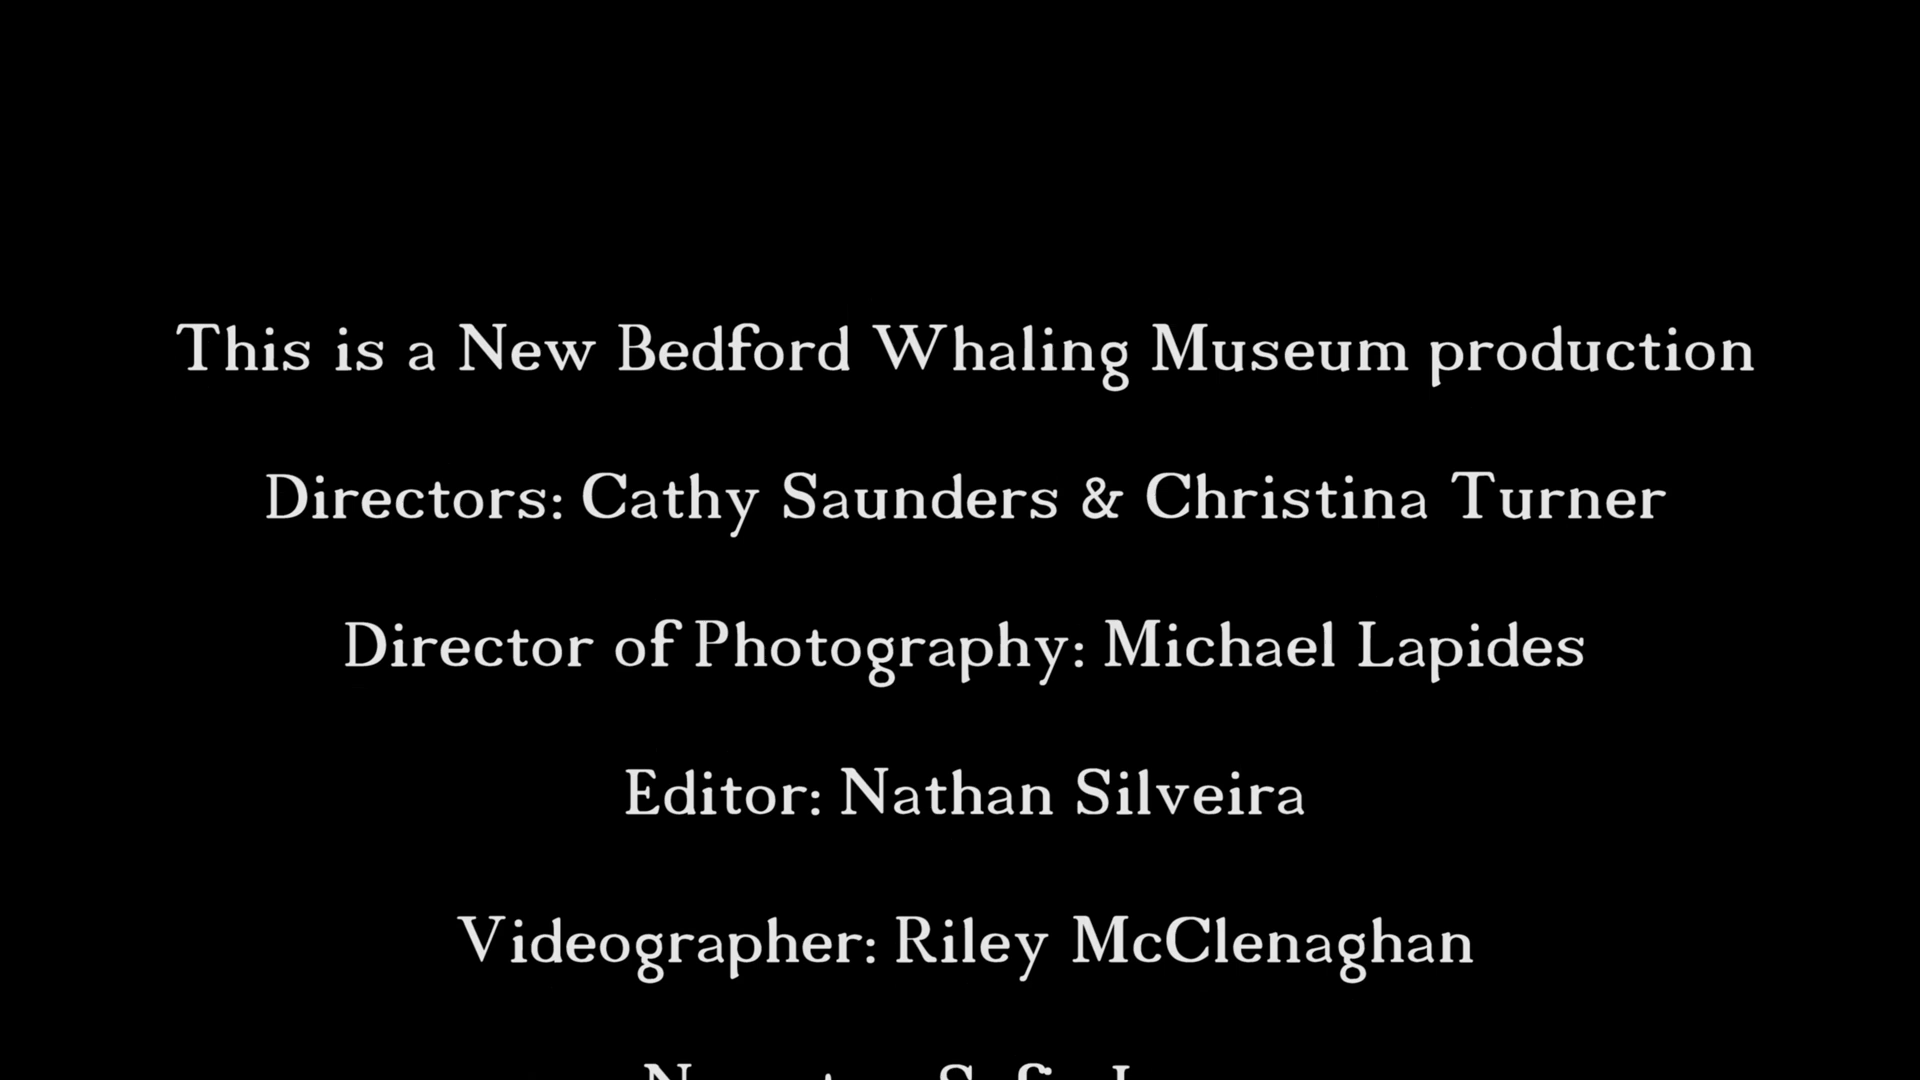 This is a New Bedford Whaling Museum production
Directors: Cathy Saunders & Christina Turner
Director of Photography: Michael Lapides
Editor: Nathan Silveira
Videographer: Riley McClenaghan